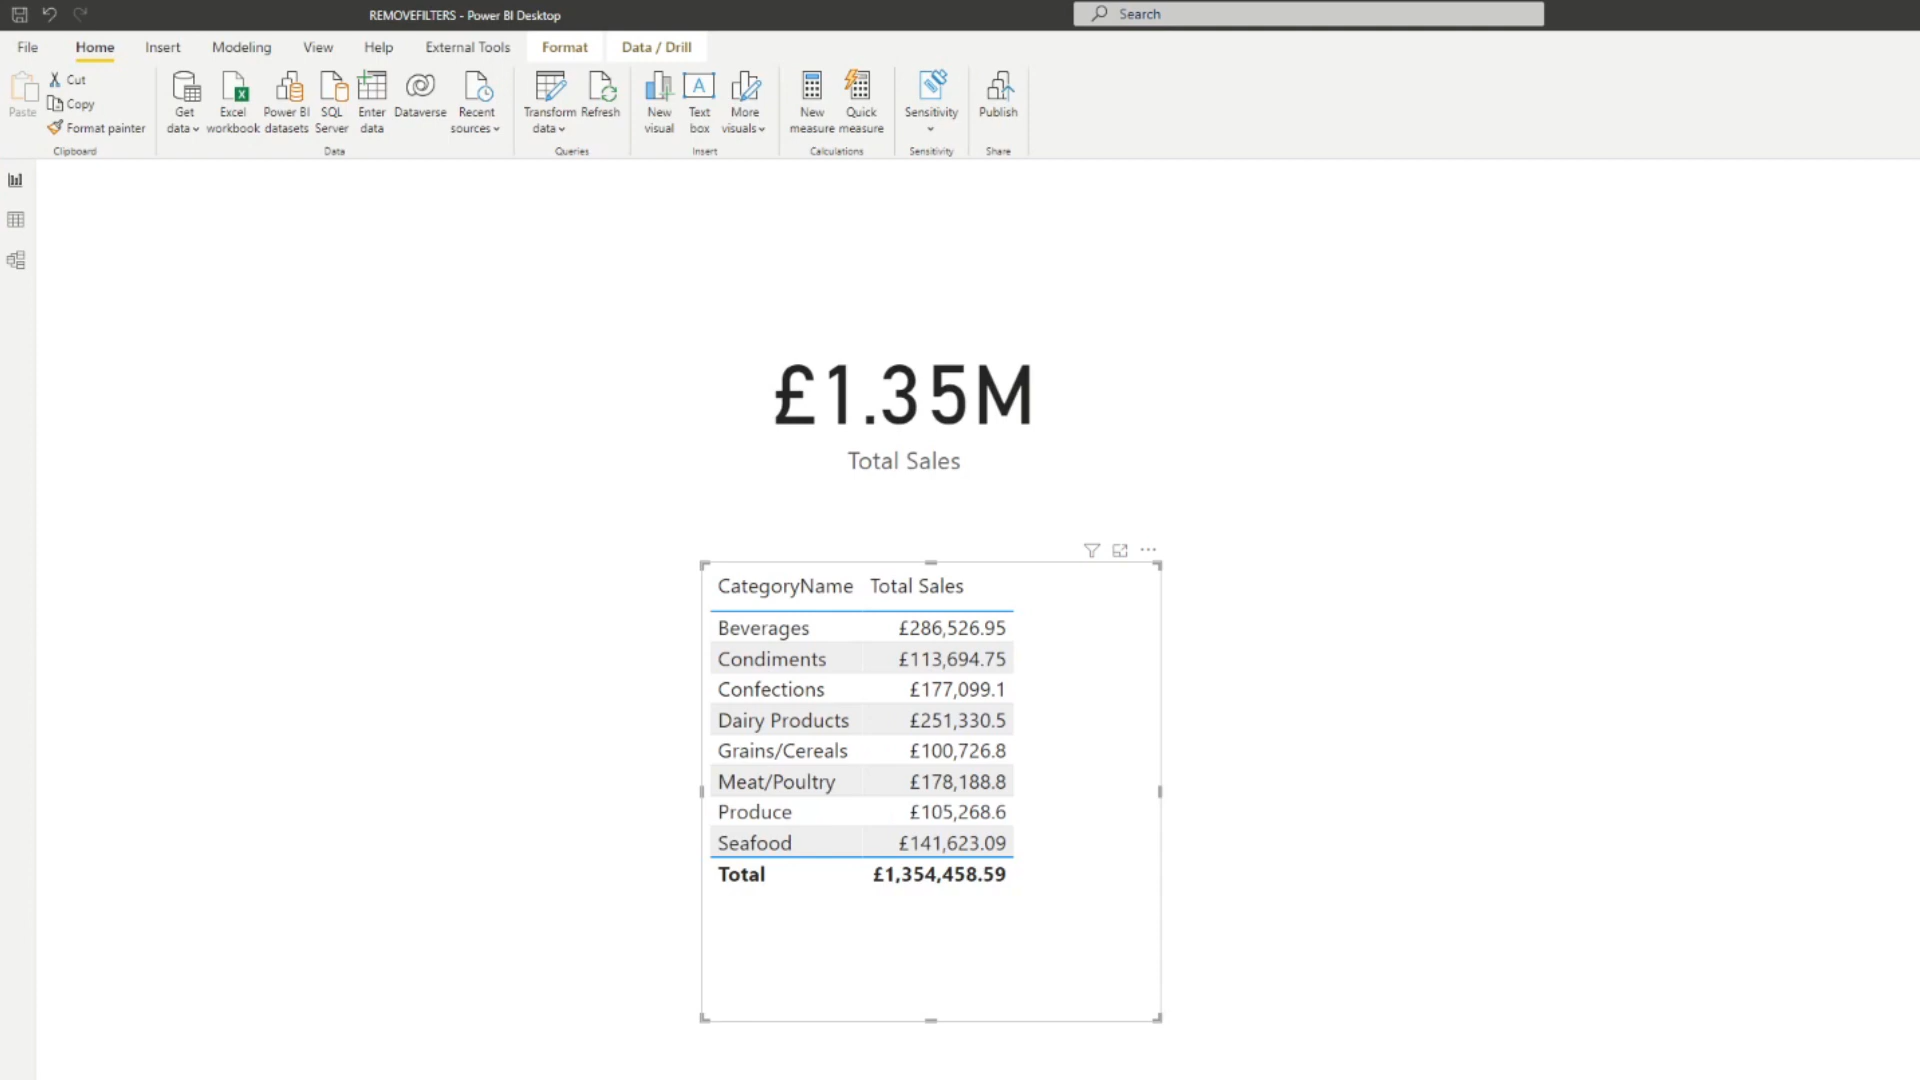 REMOVEFILTERS - Power BI Desktop
Search
File Home Insert Modeling View Help External Tools Format Data / Drill
Paste
Cut
Copy
Format painter
Clipboard
Get data
Excel workbook
Power BI datasets
SQL Server
Enter data
Dataverse
Recent sources
Data
Transform data
Refresh
Queries
New visual
Text box
More visuals
Insert
New measure
Quick measure
Calculations
Sensitivity
Sensitivity
Publish
Share
£1.35M
Total Sales
CategoryName Total Sales
Beverages £286,526.95
Condiments £113,694.75
Confections £177,099.1
Dairy Products £251,330.5
Grains/Cereals £100,726.8
Meat/Poultry £178,188.8
Produce £105,268.6
Seafood £141,623.09
Total £1,354,458.59